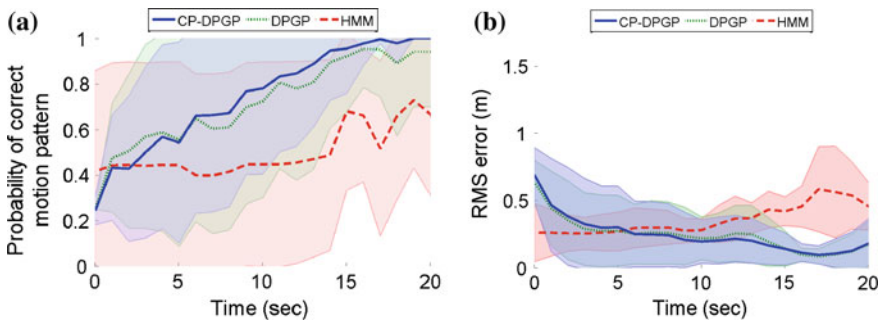 (a)
CP-DPGP DPGP HMM
Probability of correct
motion pattern
1
0.8
0.6
0.4
0.2
0
0 5 10 15 20
Time (sec)
(b)
CP-DPGP DPGP HMM
RMS error (m)
1.5
1
0.5
0
0 5 10 15 20
Time (sec)